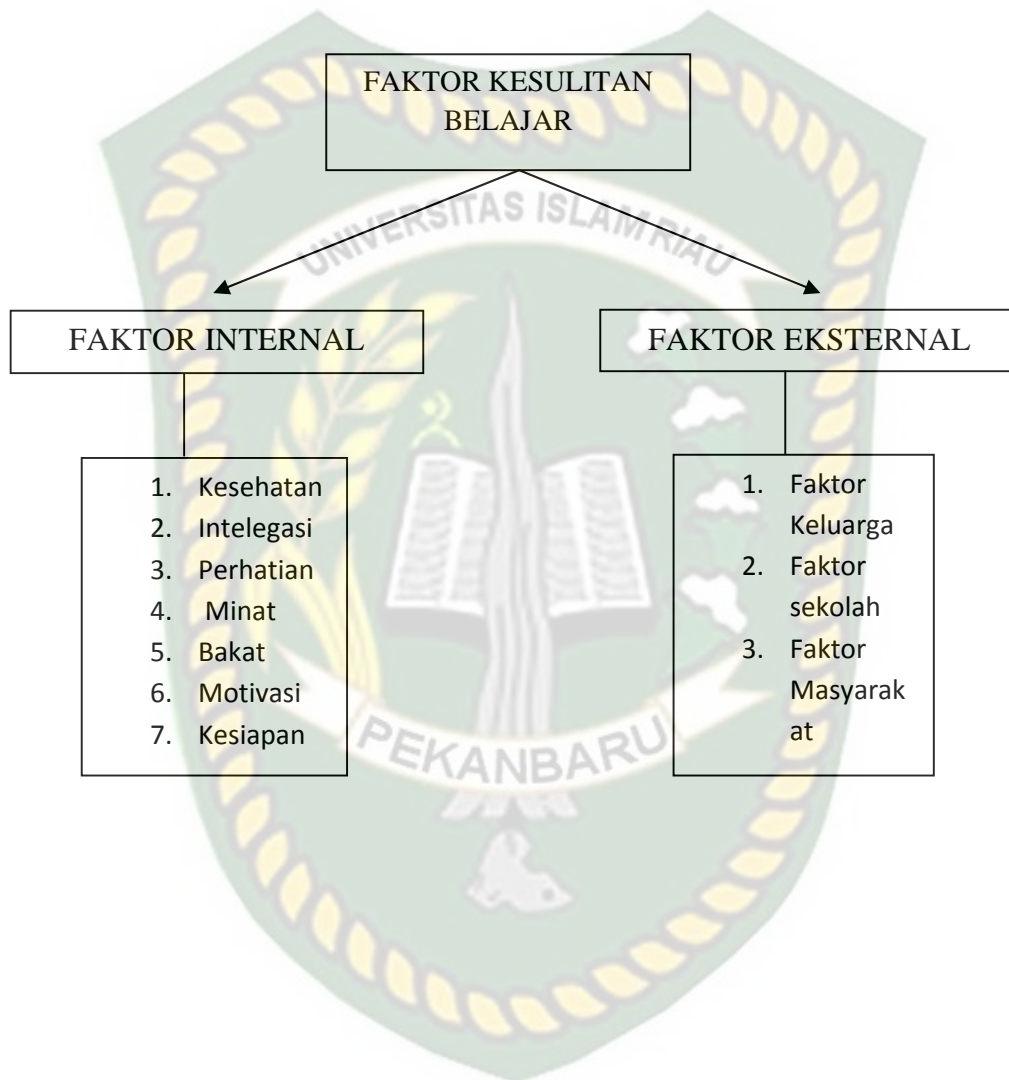 FAKTOR KESULITAN
BELAJAR
UNIVERSITAS ISLAM RIAU
FAKTOR INTERNAL
FAKTOR EKSTERNAL
1. Kesehatan
2. Intelegasi
3. Perhatian
4. Minat
5. Bakat
6. Motivasi
7. Kesiapan
1. Faktor
Keluarga
2. Faktor
sekolah
3. Faktor
Masyarak
at
PEKANBARU